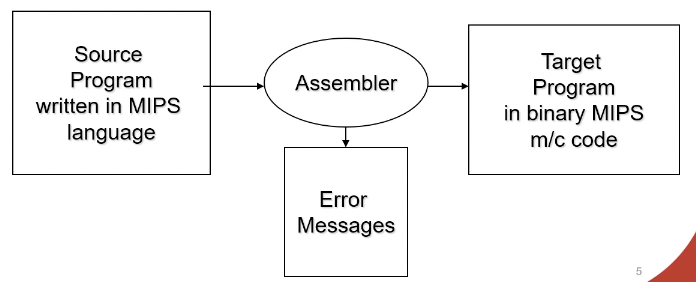 Source
Program
written in MIPS
language
Assembler
Target
Program
in binary MIPS
m/c code
Error
Messages
5